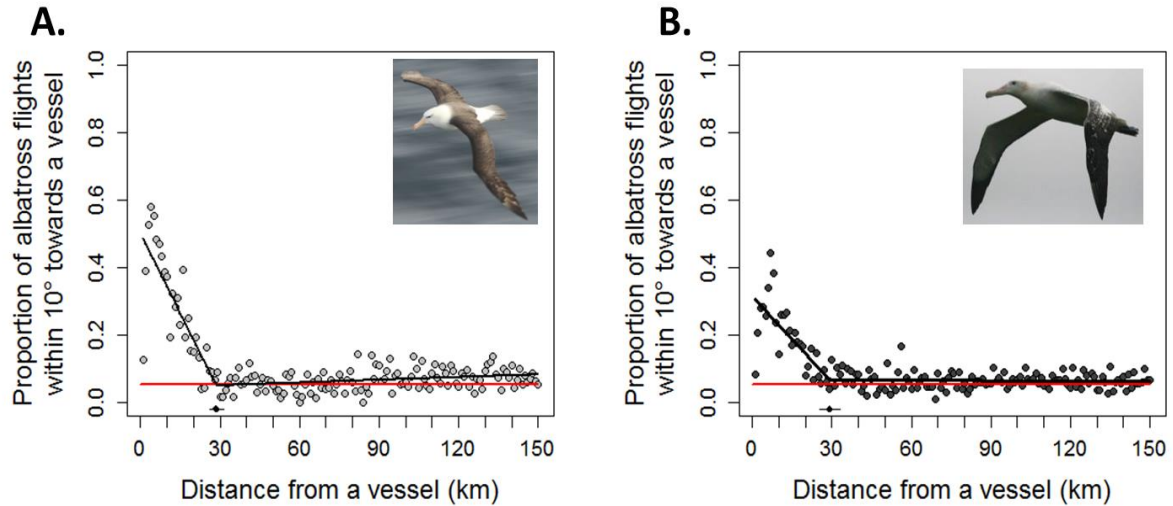 A.
Proportion of albatross flights
within 10° towards a vessel
1.0
0.8
0.6
0.4
0.2
0.0
0 30 60 90 120 150
Distance from a vessel (km)
B.
Proportion of albatross flights
within 10° towards a vessel
1.0
0.8
0.6
0.4
0.2
0.0
0 30 60 90 120 150
Distance from a vessel (km)